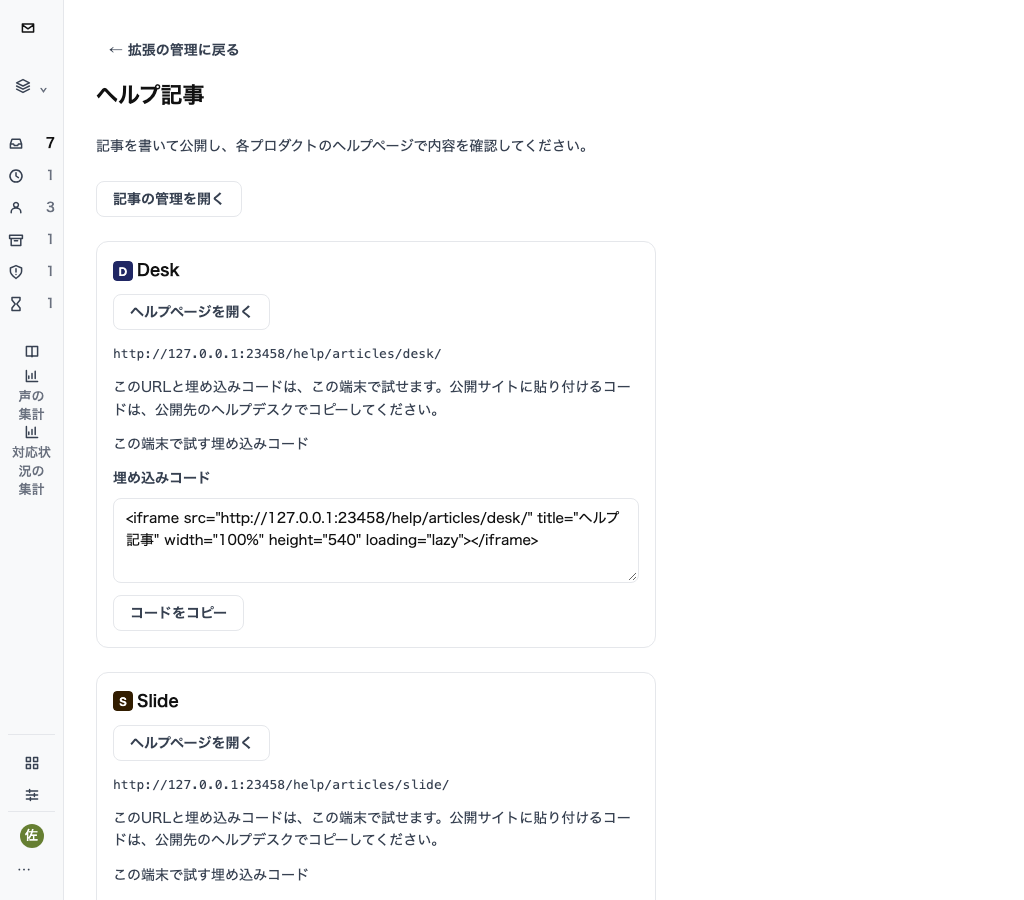 ← 拡張の管理に戻る
ヘルプ記事
記事を書いて公開し、各プロダクトのヘルプページで内容を確認してください。
記事の管理を開く
7
1
3
1
1
1
声の
集計
対応状
況の
集計
佐
…
D Desk
ヘルプページを開く
http://127.0.0.1:23458/help/articles/desk/
このURLと埋め込みコードは、この端末で試せます。公開サイトに貼り付けるコー
ドは、公開先のヘルプデスクでコピーしてください。
この端末で試す埋め込みコード
埋め込みコード
<iframe src="http://127.0.0.1:23458/help/articles/desk/" title="ヘルプ
記事" width="100%" height="540" loading="lazy"></iframe>
コードをコピー
S Slide
ヘルプページを開く
http://127.0.0.1:23458/help/articles/slide/
このURLと埋め込みコードは、この端末で試せます。公開サイトに貼り付けるコー
ドは、公開先のヘルプデスクでコピーしてください。
この端末で試す埋め込みコード